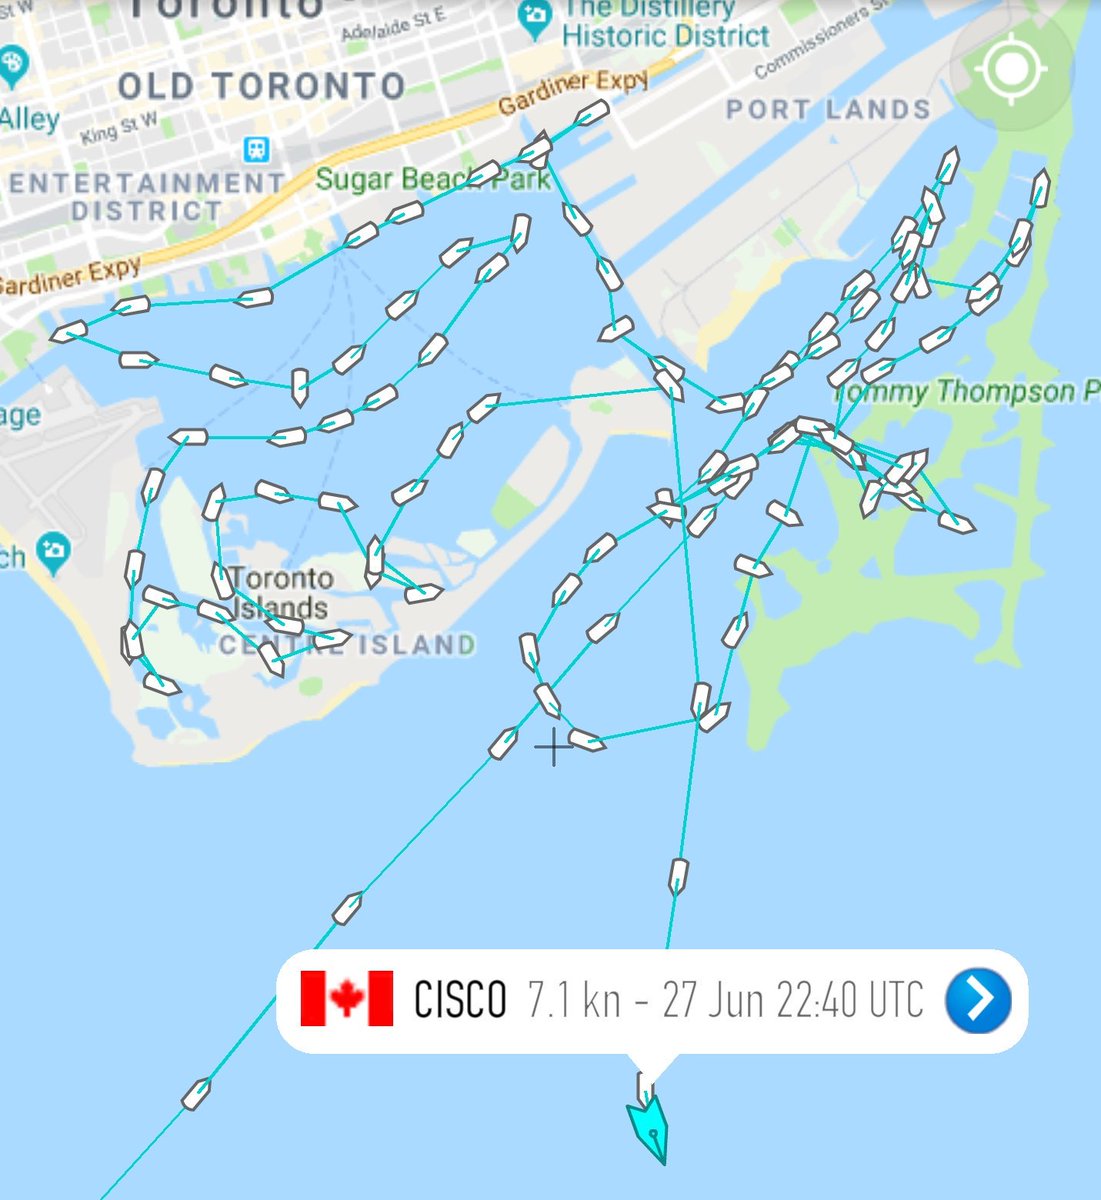 Toronto
St W
Adelaide St E
The Distillery
Historic District
Commissioners St
OLD TORONTO
Gardiner Expy
PORT LANDS
Alley
King St W
ENTERTAINMENT
DISTRICT
Sugar Beach Park
Gardiner Expy
Tommy Thompson P
age
ch
Toronto
Islands
CENTRE ISLAND
CISCO 7.1 kn - 27 Jun 22:40 UTC